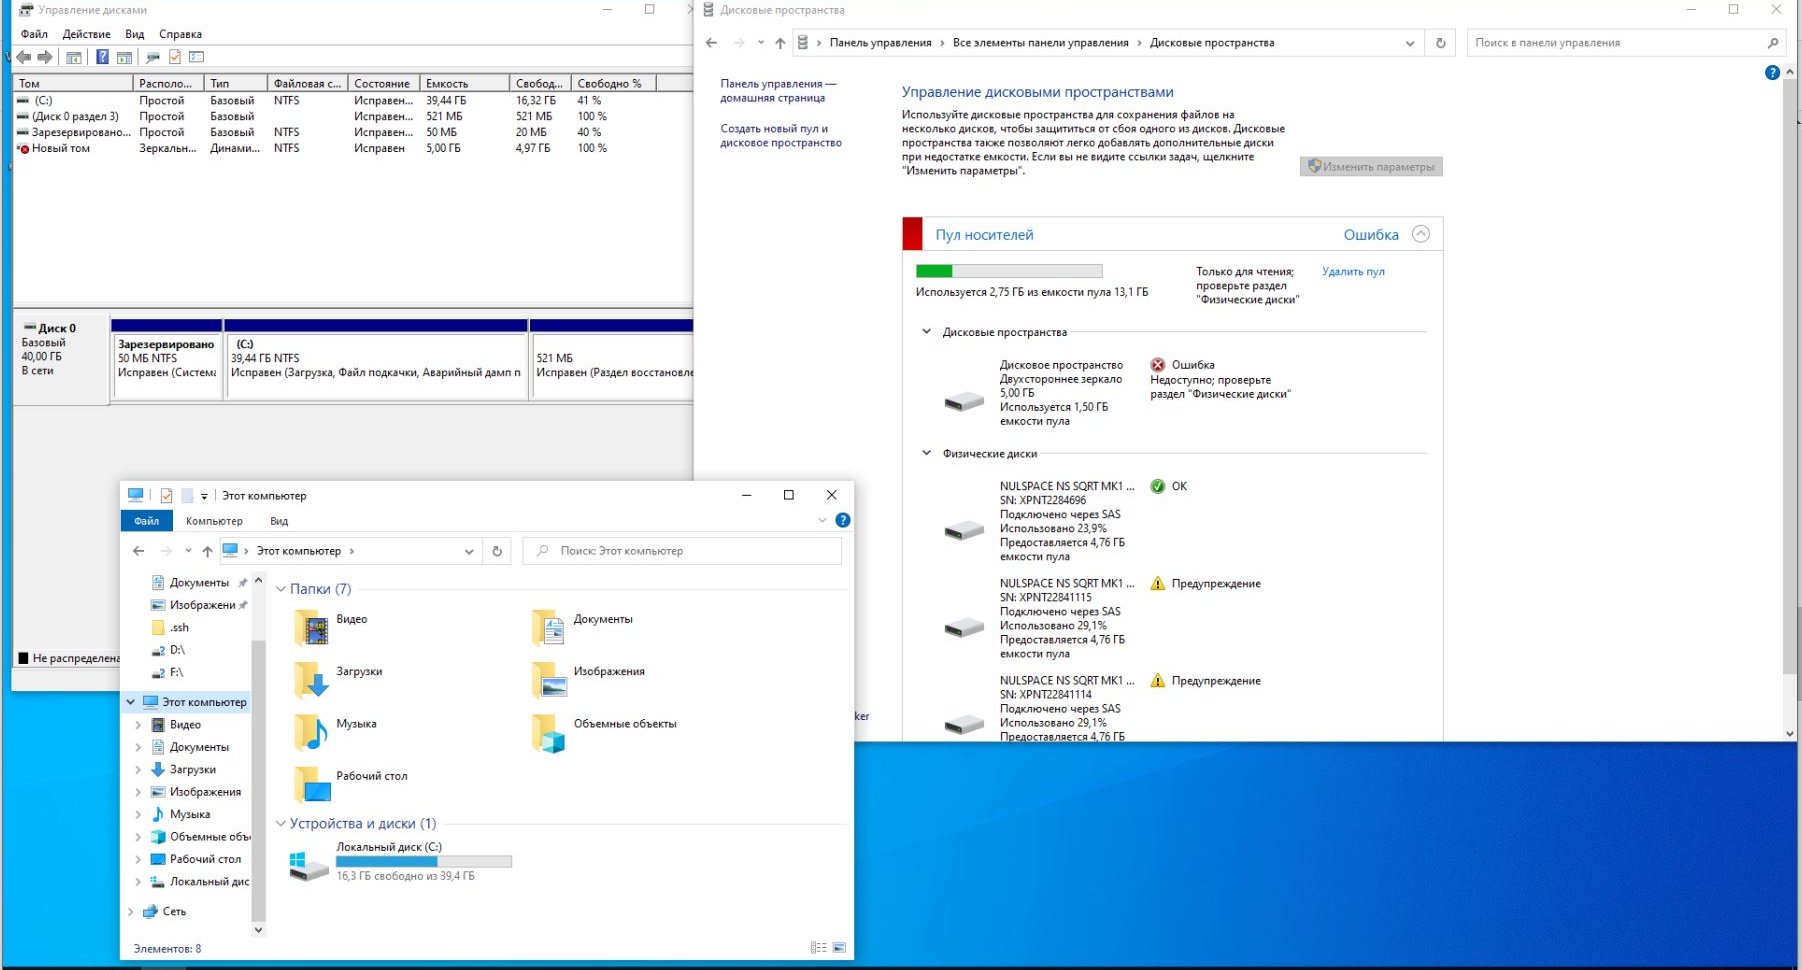 Управление дисками
Файл Действие Вид Справка
Том Располо... Тип Файловая с... Состояние Емкость Свобод... Свободно %
(C:) Простой Базовый NTFS Исправен... 39,44 ГБ 16,32 ГБ 41 %
(Диск 0 раздел 3) Простой Базовый Исправен... 521 МБ 521 МБ 100 %
Зарезервировано... Простой Базовый NTFS Исправен... 50 МБ 20 МБ 40 %
Новый том Зеркальн... Динами... NTFS Исправен 5,00 ГБ 4,97 ГБ 100 %
Диск 0
Базовый
40,00 ГБ
В сети
Зарезервировано
50 МБ NTFS
Исправен (Система
(C:)
39,44 ГБ NTFS
Исправен (Загрузка, Файл подкачки, Аварийный дамп п
521 МБ
Исправен (Раздел восстановле
Не распределена
Дисковые пространства
Панель управления › Все элементы панели управления › Дисковые пространства
Поиск в панели управления
Панель управления —
домашняя страница
Создать новый пул и
дисковое пространство
Управление дисковыми пространствами
Используйте дисковые пространства для сохранения файлов на
несколько дисков, чтобы защититься от сбоя одного из дисков. Дисковые
пространства также позволяют легко добавлять дополнительные диски
при недостатке емкости. Если вы не видите ссылки задач, щелкните
"Изменить параметры".
Изменить параметры
Пул носителей
Ошибка
Используется 2,75 ГБ из емкости пула 13,1 ГБ
Только для чтения;
проверьте раздел
"Физические диски"
Удалить пул
Дисковые пространства
Дисковое пространство
Двухстороннее зеркало
5,00 ГБ
Используется 1,50 ГБ
емкости пула
Ошибка
Недоступно; проверьте
раздел "Физические диски"
Физические диски
NULSPACE NS SQRT MK1 ...
SN: XPNT2284696
Подключено через SAS
Использовано 23,9%
Предоставляется 4,76 ГБ
емкости пула
OK
NULSPACE NS SQRT MK1 ...
SN: XPNT22841115
Подключено через SAS
Использовано 29,1%
Предоставляется 4,76 ГБ
емкости пула
Предупреждение
NULSPACE NS SQRT MK1 ...
SN: XPNT22841114
Подключено через SAS
Использовано 29,1%
Предоставляется 4,76 ГБ
Предупреждение
ker
Этот компьютер
Файл Компьютер Вид
Этот компьютер
Поиск: Этот компьютер
Документы
Изображени
.ssh
D:\
F:\
Этот компьютер
Видео
Документы
Загрузки
Изображения
Музыка
Объемные объ
Рабочий стол
Локальный дис
Сеть
Папки (7)
Видео
Документы
Загрузки
Изображения
Музыка
Объемные объекты
Рабочий стол
Устройства и диски (1)
Локальный диск (C:)
16,3 ГБ свободно из 39,4 ГБ
Элементов: 8